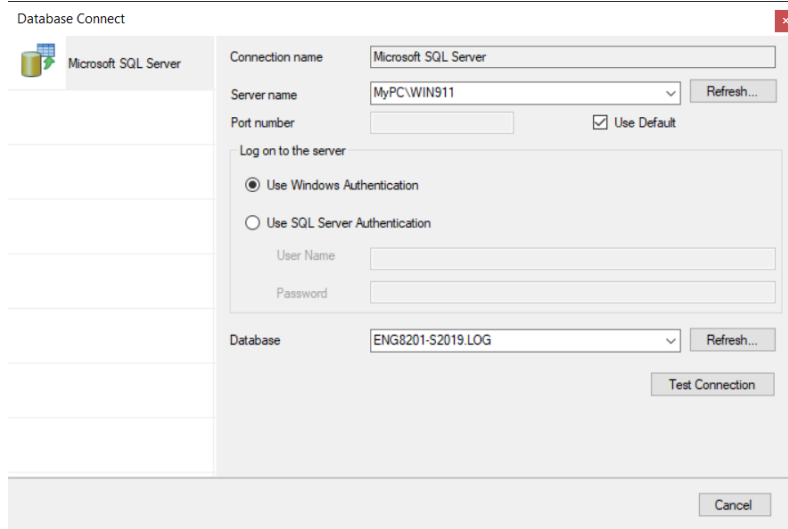 Database Connect
Microsoft SQL Server
Connection name Microsoft SQL Server
Server name MyPC\WIN911 Refresh...
Port number Use Default
Log on to the server
Use Windows Authentication
Use SQL Server Authentication
User Name
Password
Database ENG8201-S2019.LOG Refresh...
Test Connection
Cancel